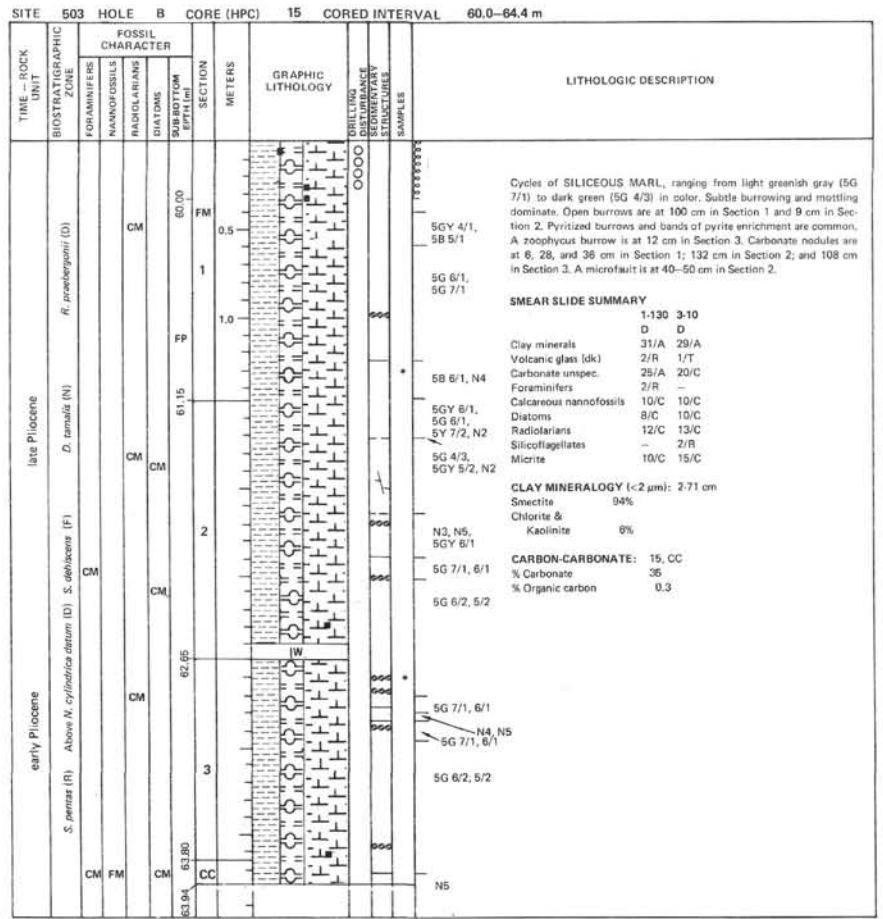 SITE 503 HOLE B CORE (HPC) 15 CORED INTERVAL 60.0–64.4 m
TIME – ROCK UNIT
BIOSTRATIGRAPHIC ZONE
FOSSIL CHARACTER
FORAMINIFERS
NANNOFOSSILS
RADIOLARIANS
DIATOMS
SUB-BOTTOM EPTH (m)
SECTION
METERS
GRAPHIC LITHOLOGY
DRILLING DISTURBANCE
SEDIMENTARY STRUCTURES
SAMPLES
LITHOLOGIC DESCRIPTION
late Pliocene
early Pliocene
R. praebergonii (D)
D. tamalis (N)
S. dehiscens (F)
Above N. cylindrica datum (D)
S. pentas (R)
CM
CM
CM
CM
CM
CM
CM FM CM
60.00
61.15
62.65
63.80
63.94
FM
1
FP
2
3
CC
0.5
1.0
IW
5GY 4/1,
5B 5/1
5G 6/1,
5G 7/1
5B 6/1, N4
5GY 6/1,
5G 6/1,
5Y 7/2, N2
5G 4/3,
5GY 5/2, N2
N3, N5,
5GY 6/1
5G 7/1, 6/1
5G 6/2, 5/2
5G 7/1, 6/1
N4, N5
5G 7/1, 6/1
5G 6/2, 5/2
N5
Cycles of SILICEOUS MARL, ranging from light greenish gray (5G
7/1) to dark green (5G 4/3) in color. Subtle burrowing and mottling
dominate. Open burrows are at 100 cm in Section 1 and 9 cm in Sec-
tion 2. Pyritized burrows and bands of pyrite enrichment are common.
A zoophycus burrow is at 12 cm in Section 3. Carbonate nodules are
at 6, 28, and 36 cm in Section 1; 132 cm in Section 2; and 108 cm
in Section 3. A microfault is at 40–50 cm in Section 2.
SMEAR SLIDE SUMMARY
1-130 3-10
D D
Clay minerals 31/A 29/A
Volcanic glass (dk) 2/R 1/T
Carbonate unspec. 25/A 20/C
Foraminifers 2/R –
Calcareous nannofossils 10/C 10/C
Diatoms 8/C 10/C
Radiolarians 12/C 13/C
Silicoflagellates – 2/R
Micrite 10/C 15/C
CLAY MINERALOGY (<2 μm): 2-71 cm
Smectite 94%
Chlorite &
Kaolinite 6%
CARBON-CARBONATE: 15, CC
% Carbonate 35
% Organic carbon 0.3